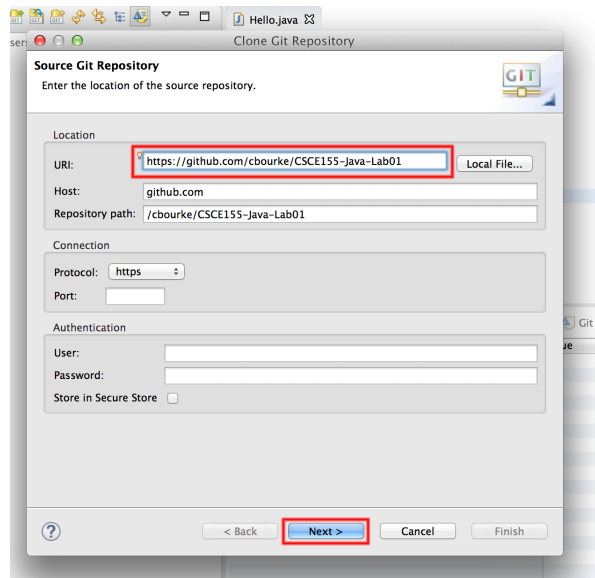 Hello.java
ser
Clone Git Repository
Source Git Repository
Enter the location of the source repository.
GIT
Location
URI: https://github.com/cbourke/CSCE155-Java-Lab01 Local File...
Host: github.com
Repository path: /cbourke/CSCE155-Java-Lab01
Connection
Protocol: https
Port:
Git
ue
Authentication
User:
Password:
Store in Secure Store
? < Back Next > Cancel Finish